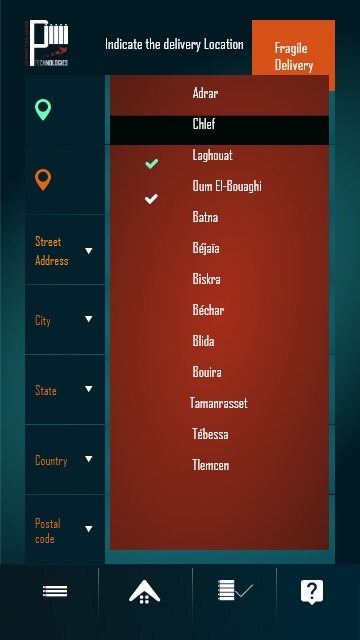 TECHNOLOGIES
Indicate the delivery Location
Fragile
Delivery
Adrar
Chlef
Laghouat
Oum El-Bouaghi
Batna
Street
Address
Béjaïa
Biskra
Béchar
City
Blida
Bouira
State
Tamanrasset
Tébessa
Country
Tlemcen
Postal
code